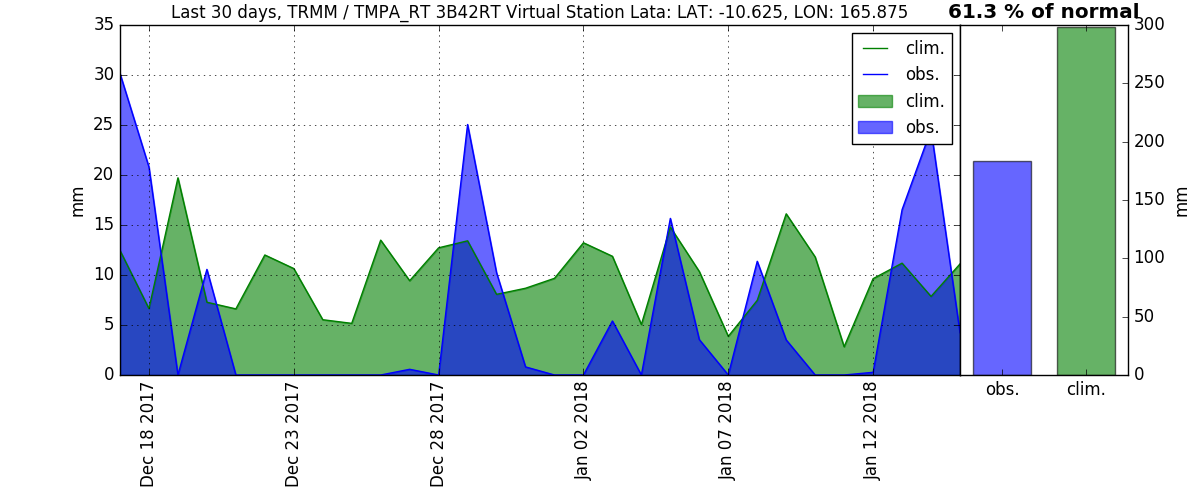 Last 30 days, TRMM / TMPA_RT 3B42RT Virtual Station Lata: LAT: -10.625, LON: 165.875
61.3 % of normal
35
30
25
20
15
10
5
0
mm
clim.
obs.
clim.
obs.
300
250
200
150
100
50
0
mm
obs.
clim.
Dec 18 2017
Dec 23 2017
Dec 28 2017
Jan 02 2018
Jan 07 2018
Jan 12 2018